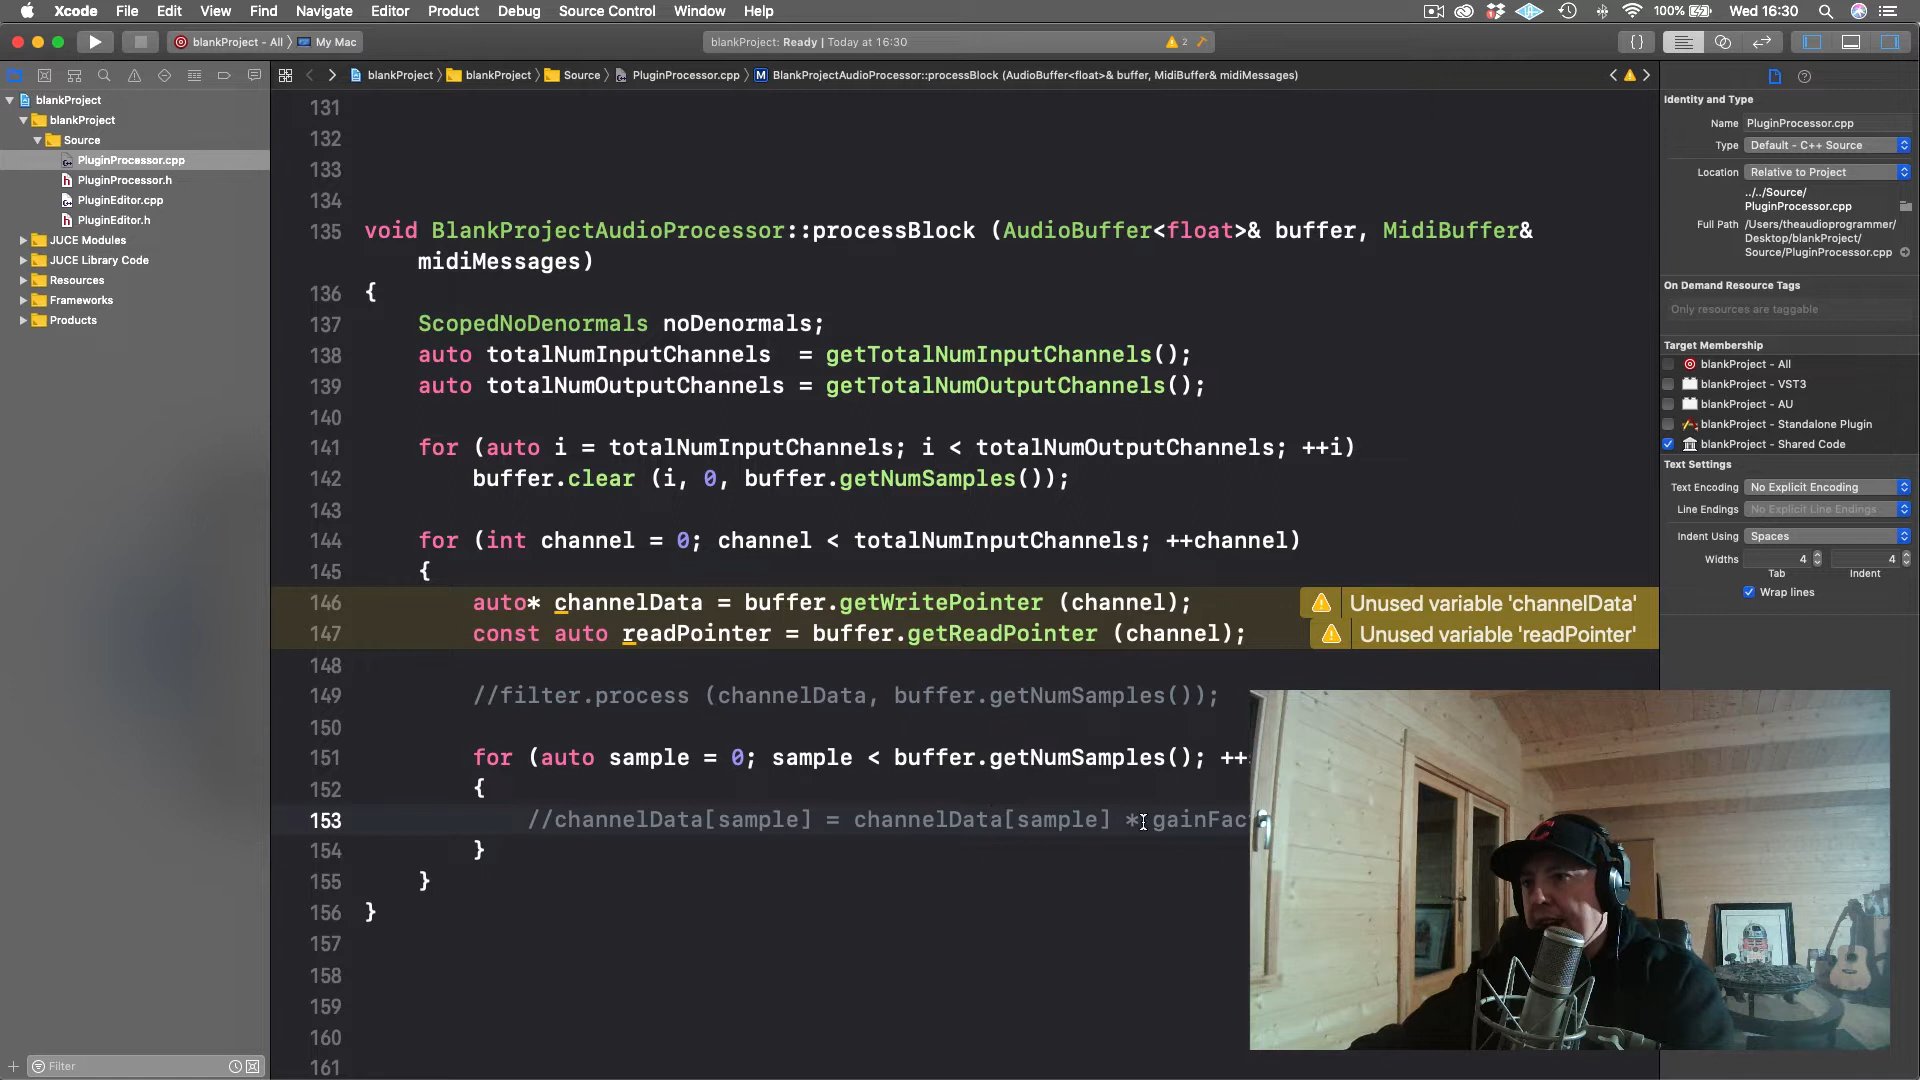 Xcode File Edit View Find Navigate Editor Product Debug Source Control Window Help 100% Wed 16:30
blankProject - All 〉 My Mac blankProject: Ready | Today at 16:30 2 {}
blankProject 〉 blankProject 〉 Source 〉 PluginProcessor.cpp 〉 M BlankProjectAudioProcessor::processBlock (AudioBuffer<float>& buffer, MidiBuffer& midiMessages)
blankProject
blankProject
Source
PluginProcessor.cpp
h PluginProcessor.h
PluginEditor.cpp
h PluginEditor.h
JUCE Modules
JUCE Library Code
Resources
Frameworks
Products
Filter
131
132
133
134
135 void BlankProjectAudioProcessor::processBlock (AudioBuffer<float>& buffer, MidiBuffer&
midiMessages)
136 {
137 ScopedNoDenormals noDenormals;
138 auto totalNumInputChannels  = getTotalNumInputChannels();
139 auto totalNumOutputChannels = getTotalNumOutputChannels();
140
141 for (auto i = totalNumInputChannels; i < totalNumOutputChannels; ++i)
142 buffer.clear (i, 0, buffer.getNumSamples());
143
144 for (int channel = 0; channel < totalNumInputChannels; ++channel)
145 {
146 auto* channelData = buffer.getWritePointer (channel); Unused variable 'channelData'
147 const auto readPointer = buffer.getReadPointer (channel); Unused variable 'readPointer'
148
149 //filter.process (channelData, buffer.getNumSamples());
150
151 for (auto sample = 0; sample < buffer.getNumSamples(); ++
152 {
153 //channelData[sample] = channelData[sample] * gainFac
154 }
155 }
156 }
157
158
159
160
161
Identity and Type
Name PluginProcessor.cpp
Type Default - C++ Source
Location Relative to Project
../../Source/
PluginProcessor.cpp
Full Path /Users/theaudioprogrammer/
Desktop/blankProject/
Source/PluginProcessor.cpp
On Demand Resource Tags
Only resources are taggable
Target Membership
blankProject - All
blankProject - VST3
blankProject - AU
blankProject - Standalone Plugin
blankProject - Shared Code
Text Settings
Text Encoding No Explicit Encoding
Line Endings No Explicit Line Endings
Indent Using Spaces
Widths 4 4
Tab Indent
Wrap lines